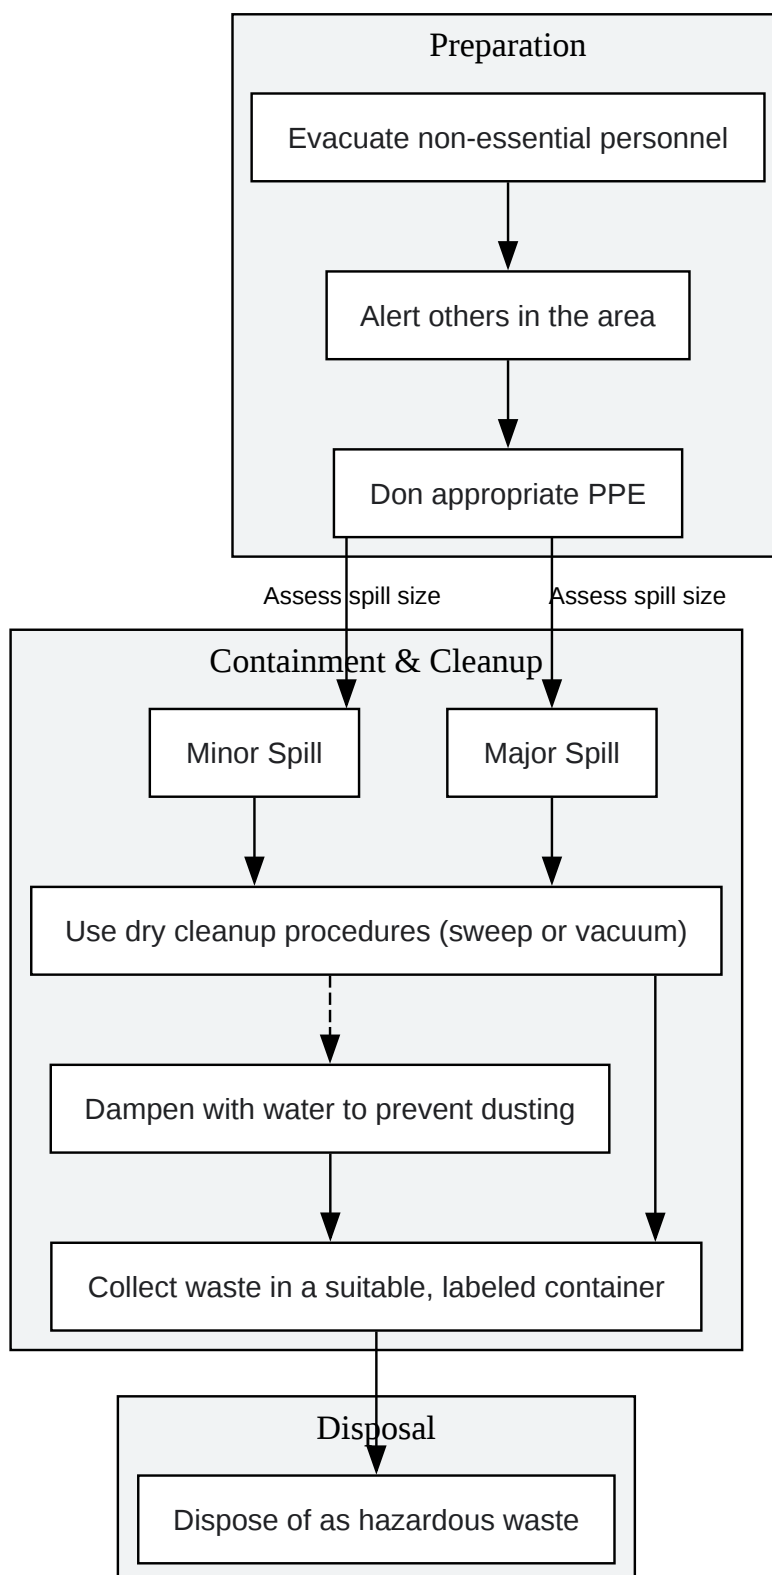 Preparation
Evacuate non-essential personnel
Alert others in the area
Don appropriate PPE
Assess spill size
Assess spill size
Containment & Cleanup
Minor Spill
Major Spill
Use dry cleanup procedures (sweep or vacuum)
Dampen with water to prevent dusting
Collect waste in a suitable, labeled container
Disposal
Dispose of as hazardous waste